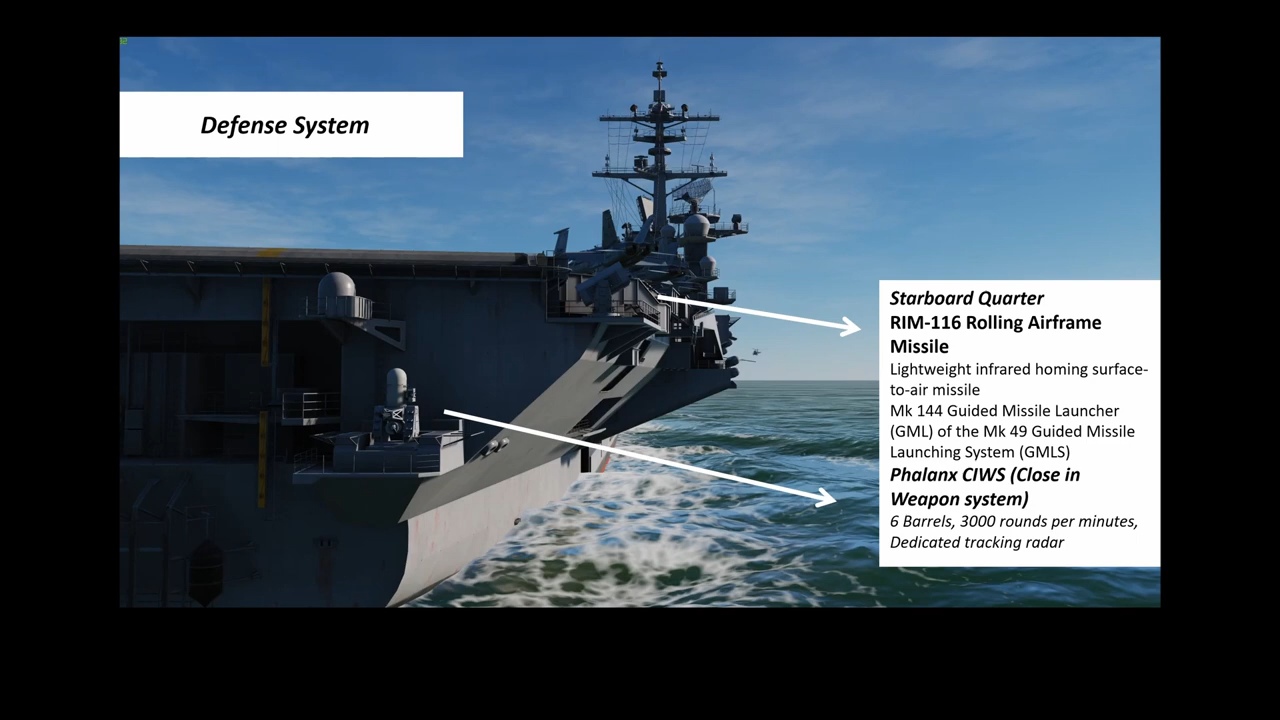 Defense System
Starboard Quarter
RIM-116 Rolling Airframe
Missile
Lightweight infrared homing surface-
to-air missile
Mk 144 Guided Missile Launcher
(GML) of the Mk 49 Guided Missile
Launching System (GMLS)
Phalanx CIWS (Close in
Weapon system)
6 Barrels, 3000 rounds per minutes,
Dedicated tracking radar